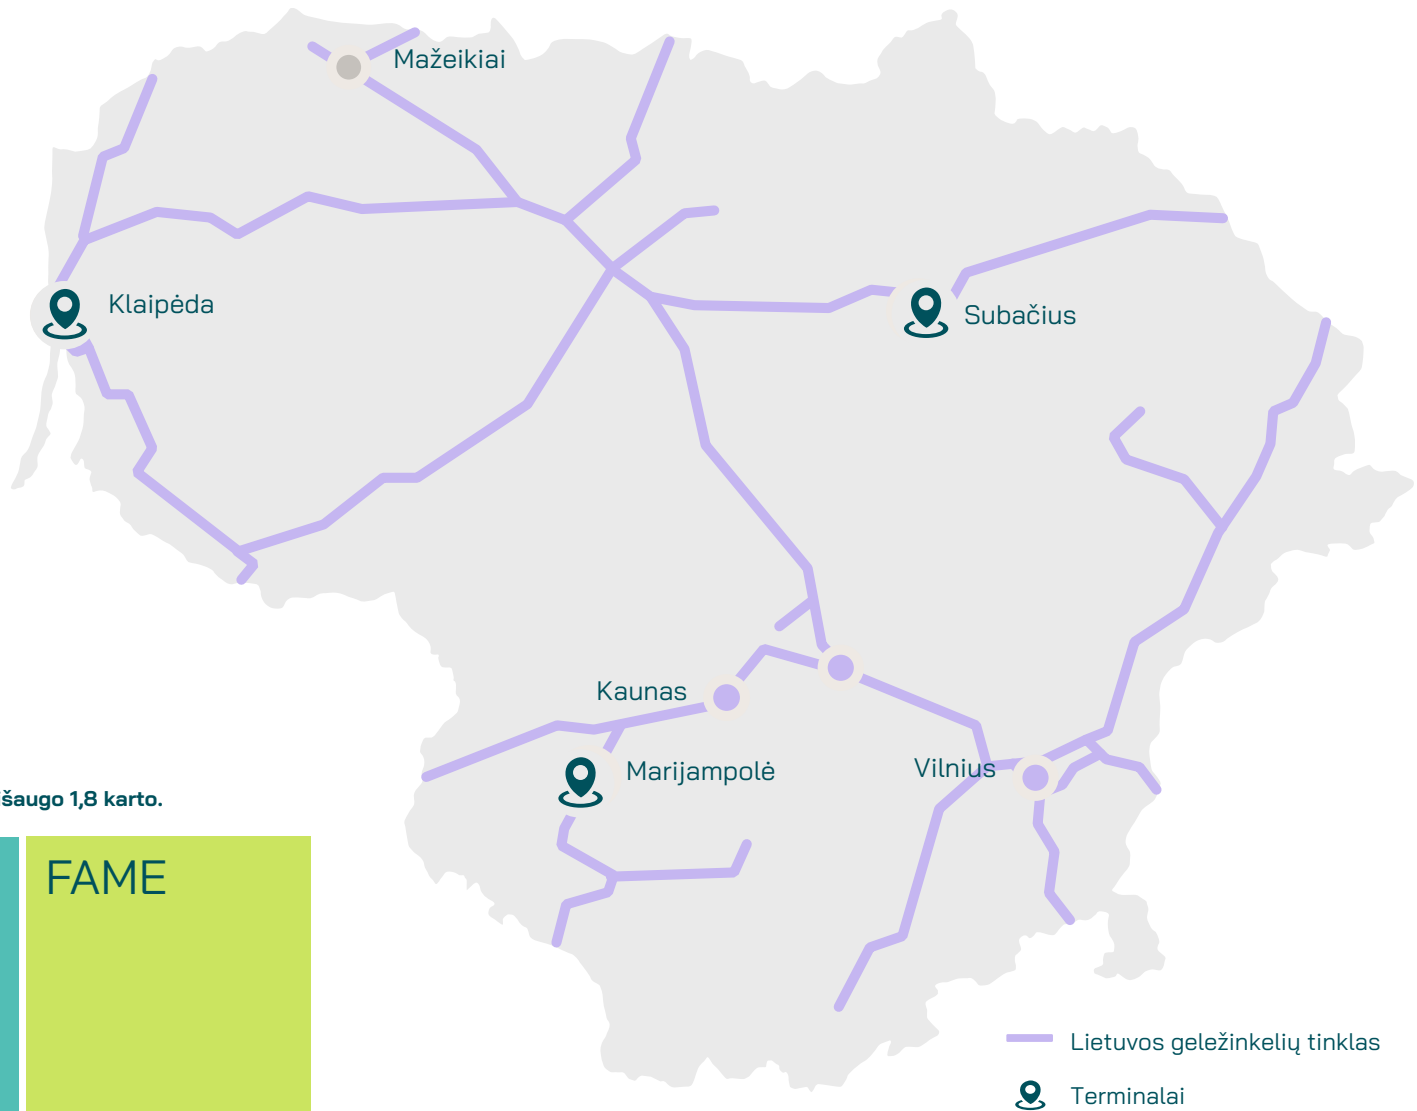 Mažeikiai
Klaipėda
Subačius
Kaunas
Marijampolė
Vilnius
šaugo 1,8 karto.
FAME
Lietuvos geležinkelių tinklas
Terminalai